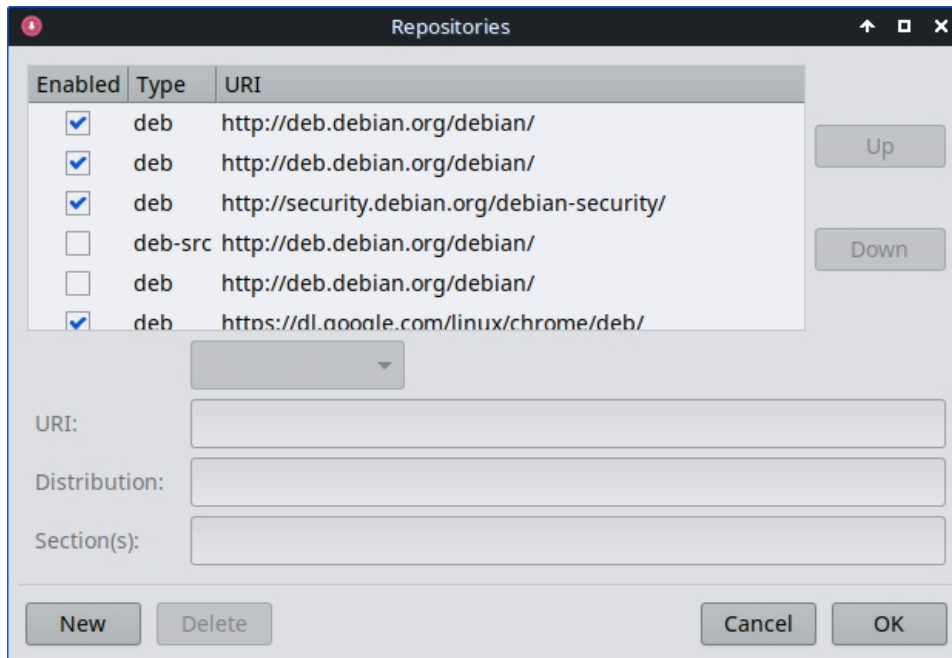 Repositories
Enabled Type URI
deb http://deb.debian.org/debian/
Up
deb http://deb.debian.org/debian/
deb http://security.debian.org/debian-security/
deb-src http://deb.debian.org/debian/
Down
deb http://deb.debian.org/debian/
deb https://dl.google.com/linux/chrome/deb/
URI:
Distribution:
Section(s):
New Delete Cancel OK